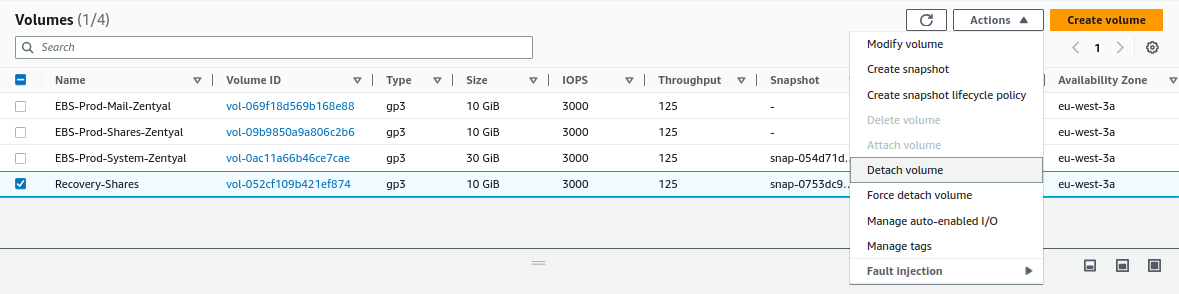 Volumes (1/4)
Actions
Create volume
Search
1
Name Volume ID Type Size IOPS Throughput Snapshot Availability Zone
EBS-Prod-Mail-Zentyal vol-069f18d569b168e88 gp3 10 GiB 3000 125 - eu-west-3a
EBS-Prod-Shares-Zentyal vol-09b9850a9a806c2b6 gp3 10 GiB 3000 125 - eu-west-3a
EBS-Prod-System-Zentyal vol-0ac11a66b46ce7cae gp3 30 GiB 3000 125 snap-054d71d... eu-west-3a
Recovery-Shares vol-052cf109b421ef874 gp3 10 GiB 3000 125 snap-0753dc9... eu-west-3a
Modify volume
Create snapshot
Create snapshot lifecycle policy
Delete volume
Attach volume
Detach volume
Force detach volume
Manage auto-enabled I/O
Manage tags
Fault injection